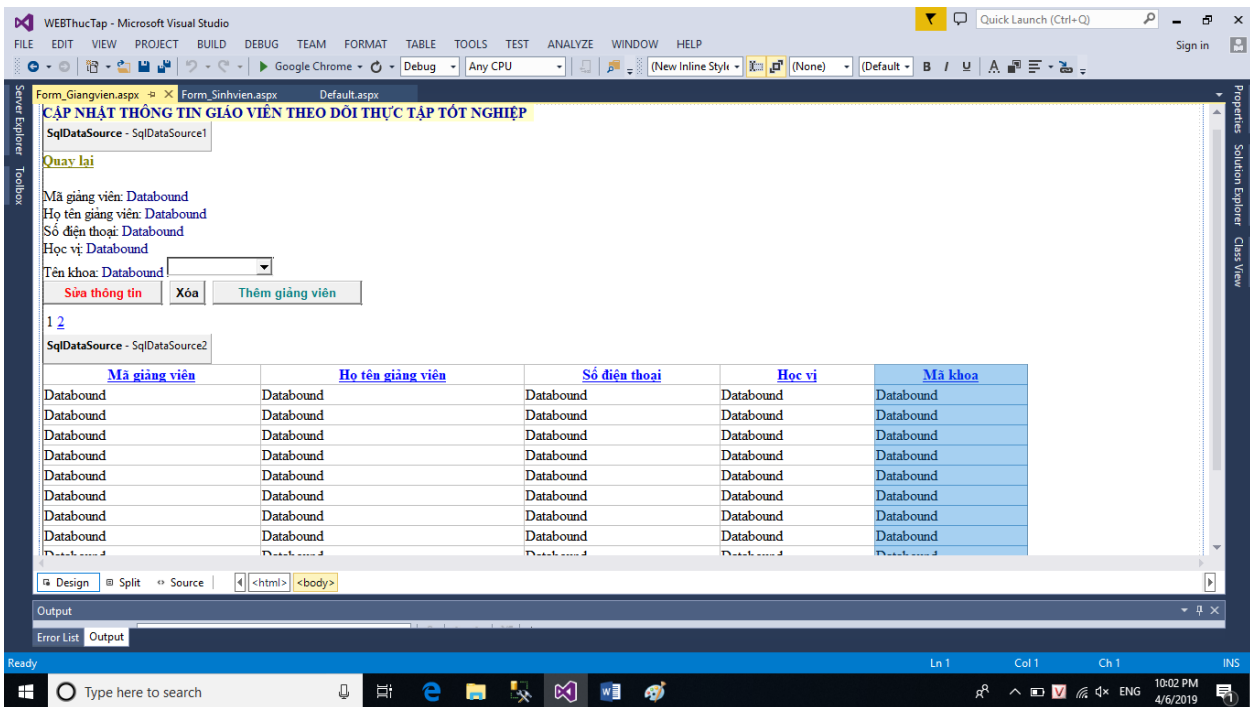 WEBThucTap - Microsoft Visual Studio
Quick Launch (Ctrl+Q)
FILE EDIT VIEW PROJECT BUILD DEBUG TEAM FORMAT TABLE TOOLS TEST ANALYZE WINDOW HELP
Sign in
Google Chrome Debug Any CPU (New Inline Style (None) (Default B I U A
Form_Giangvien.aspx Form_Sinhvien.aspx Default.aspx
Server Explorer
Toolbox
Properties
Solution Explorer
Class View
CẬP NHẬT THÔNG TIN GIÁO VIÊN THEO DÕI THỰC TẬP TỐT NGHIỆP
SqlDataSource - SqlDataSource1
Quay lại
Mã giảng viên: Databound
Họ tên giảng viên: Databound
Số điện thoại: Databound
Học vị: Databound
Tên khoa: Databound
Sửa thông tin Xóa Thêm giảng viên
1 2
SqlDataSource - SqlDataSource2
Mã giảng viên Họ tên giảng viên Số điện thoại Học vị Mã khoa
Databound Databound Databound Databound Databound
Databound Databound Databound Databound Databound
Databound Databound Databound Databound Databound
Databound Databound Databound Databound Databound
Databound Databound Databound Databound Databound
Databound Databound Databound Databound Databound
Databound Databound Databound Databound Databound
Databound Databound Databound Databound Databound
Databound Databound Databound Databound Databound
Design Split Source <html> <body>
Output
Error List Output
Ready Ln 1 Col 1 Ch 1 INS
Type here to search
V ENG 10:02 PM
4/6/2019
1